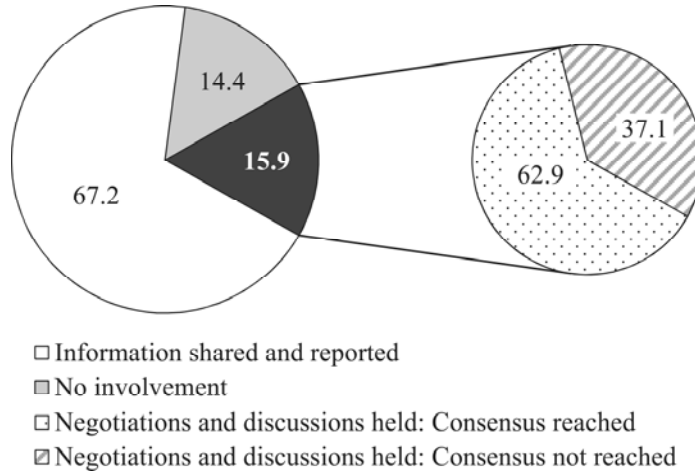 14.4
15.9
67.2
37.1
62.9
Information shared and reported
No involvement
Negotiations and discussions held: Consensus reached
Negotiations and discussions held: Consensus not reached